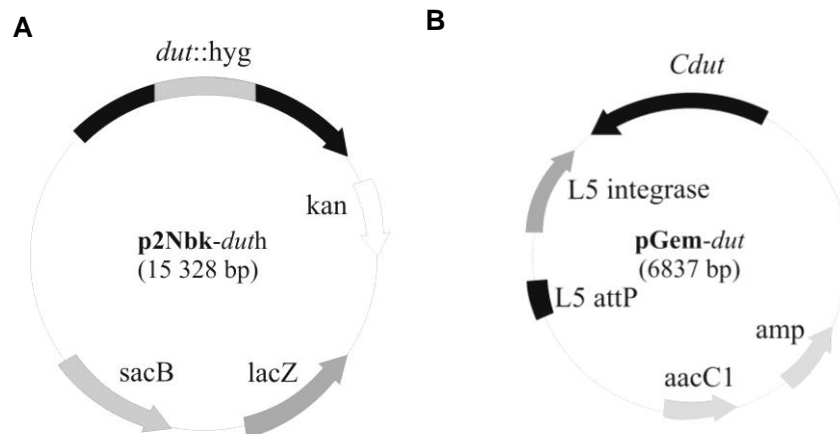 A
dut::hyg
kan
p2Nbk-duth
(15 328 bp)
sacB
lacZ
B
Cdut
L5 integrase
pGem-dut
(6837 bp)
L5 attP
amp
aacC1